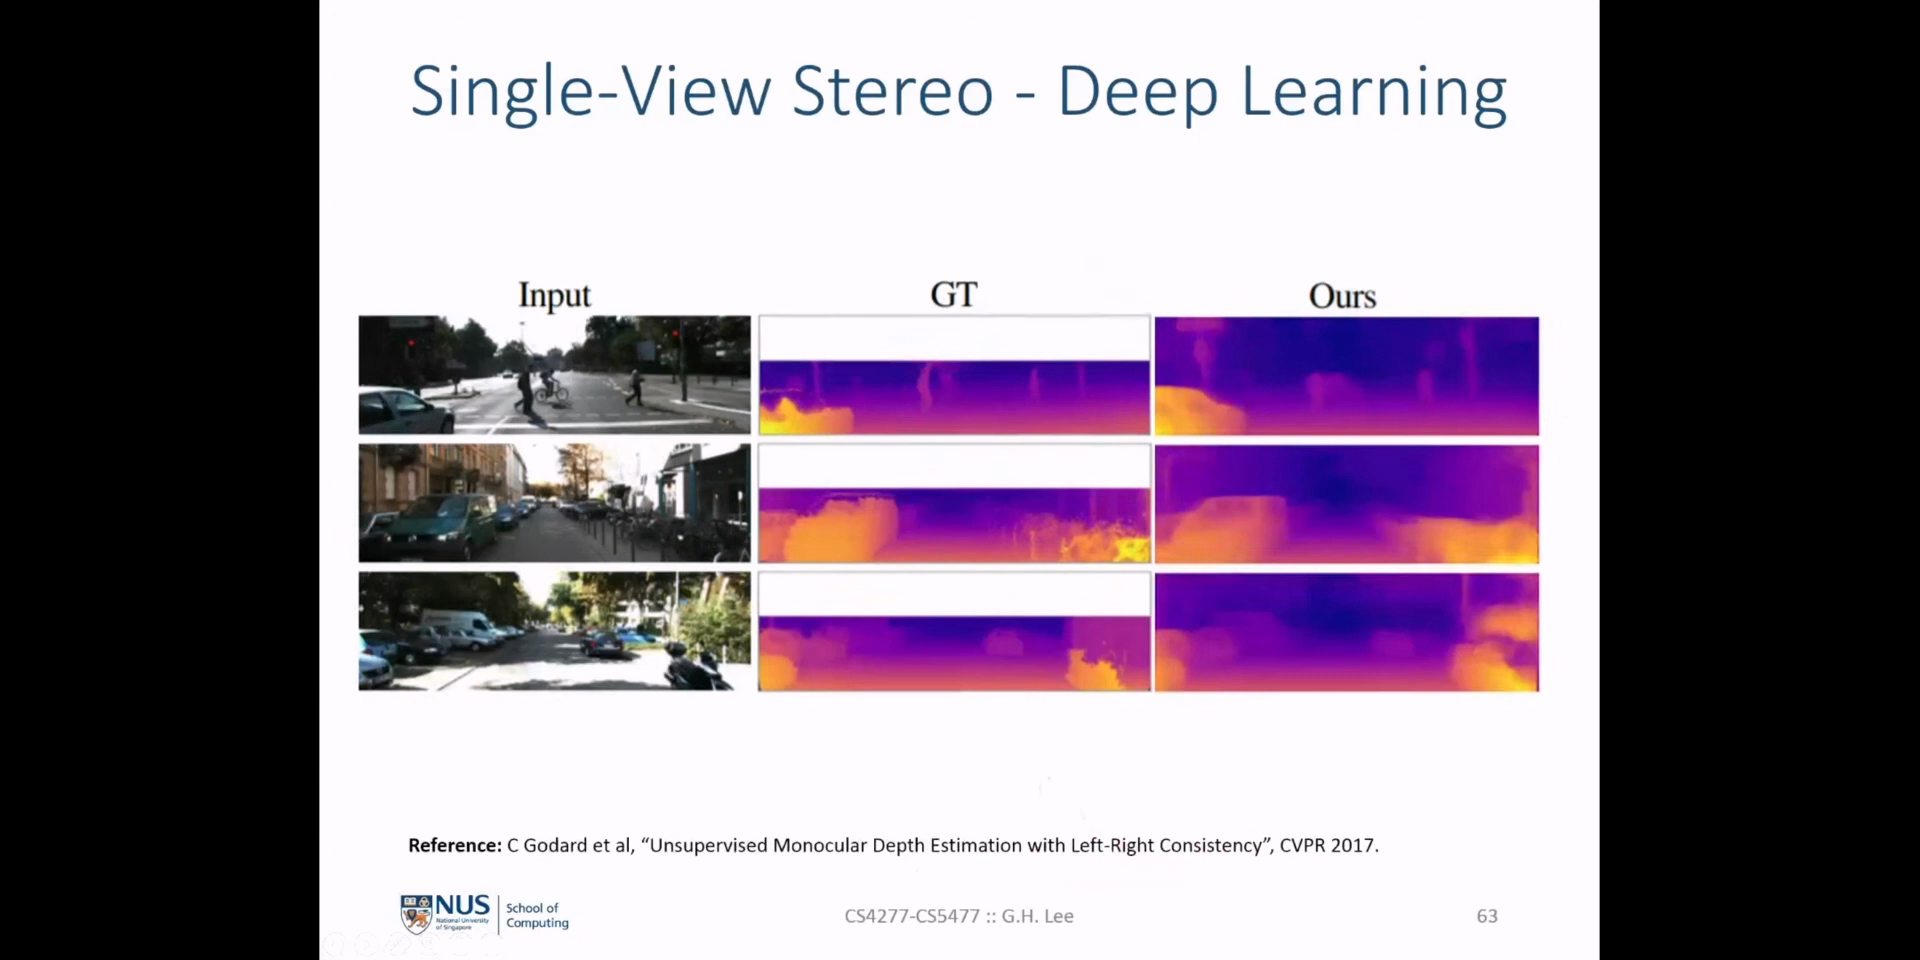 Single-View Stereo - Deep Learning
Input GT Ours
Reference: C Godard et al, “Unsupervised Monocular Depth Estimation with Left-Right Consistency”, CVPR 2017.
NUS
National University
of Singapore
School of
Computing
CS4277-CS5477 :: G.H. Lee
63